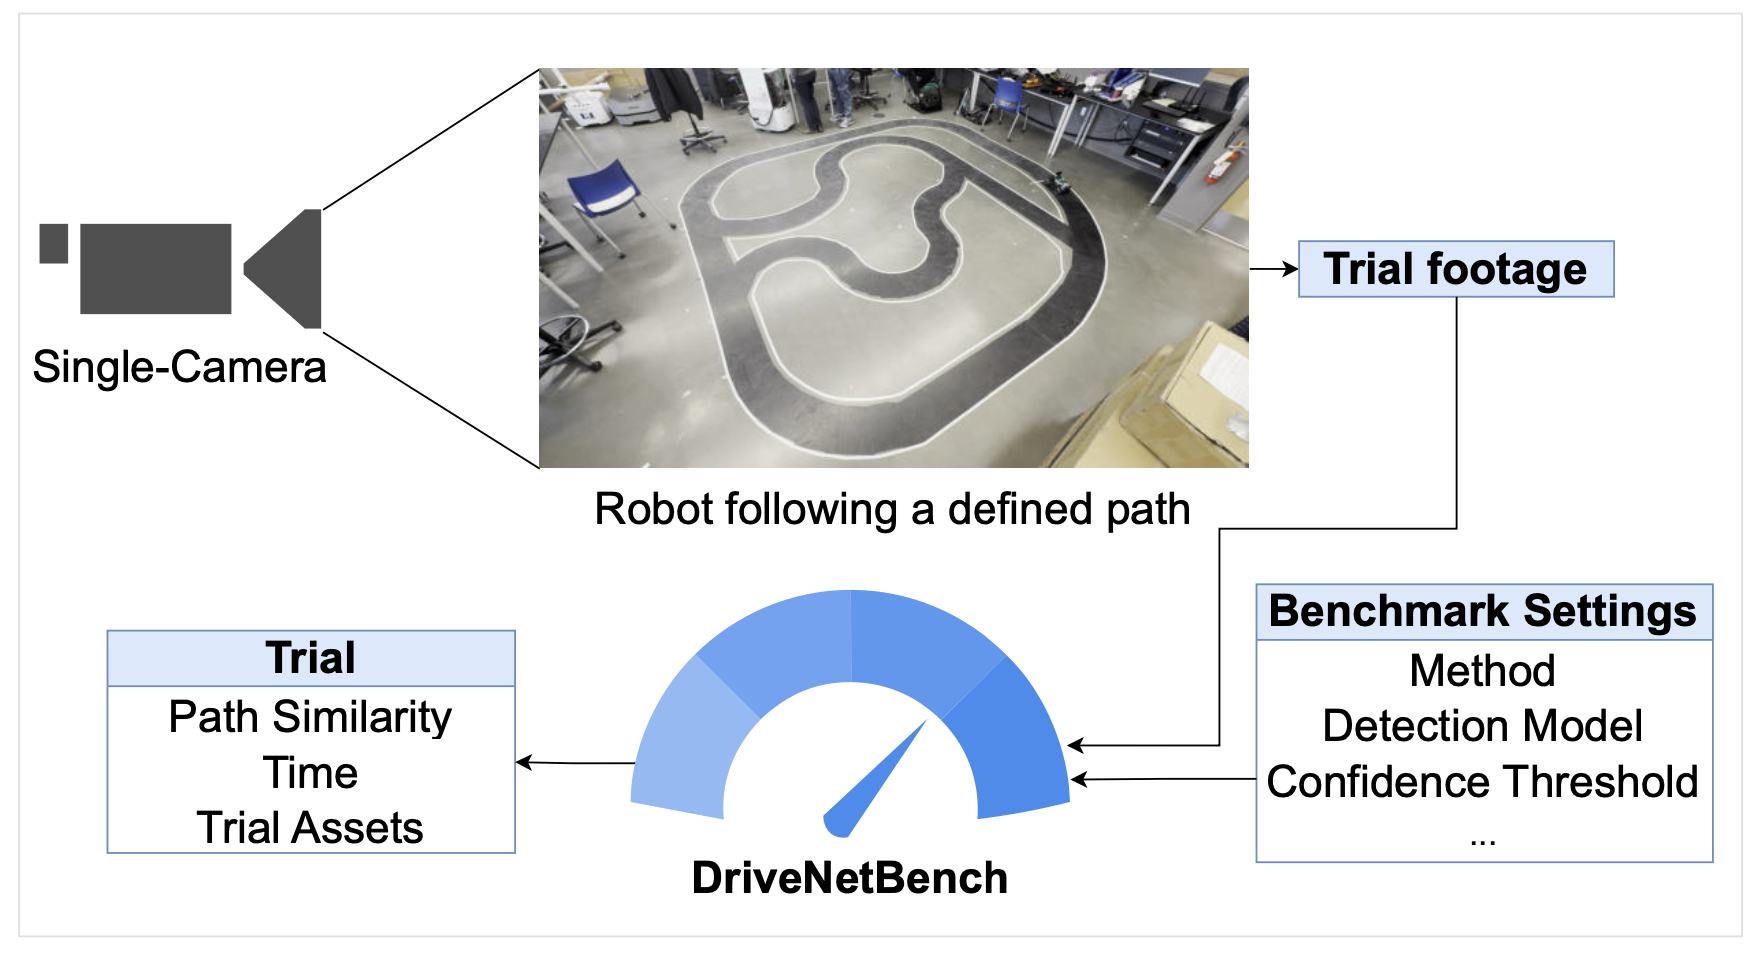 Single-Camera
Robot following a defined path
Trial footage
Benchmark Settings
Method
Detection Model
Confidence Threshold
...
Trial
Path Similarity
Time
Trial Assets
DriveNetBench